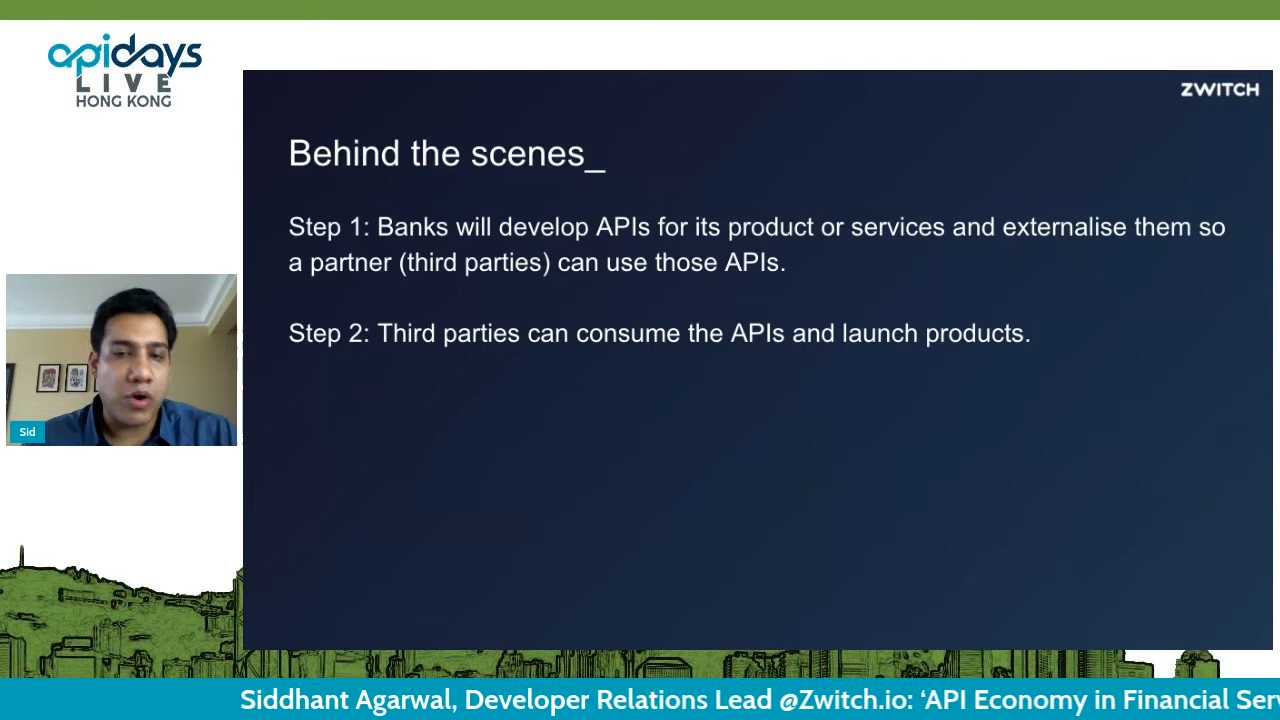 apidays
LIVE
HONG KONG
ZWITCH
Behind the scenes_
Step 1: Banks will develop APIs for its product or services and externalise them so
a partner (third parties) can use those APIs.
Step 2: Third parties can consume the APIs and launch products.
Sid
Siddhant Agarwal, Developer Relations Lead @Zwitch.io: ‘API Economy in Financial Ser